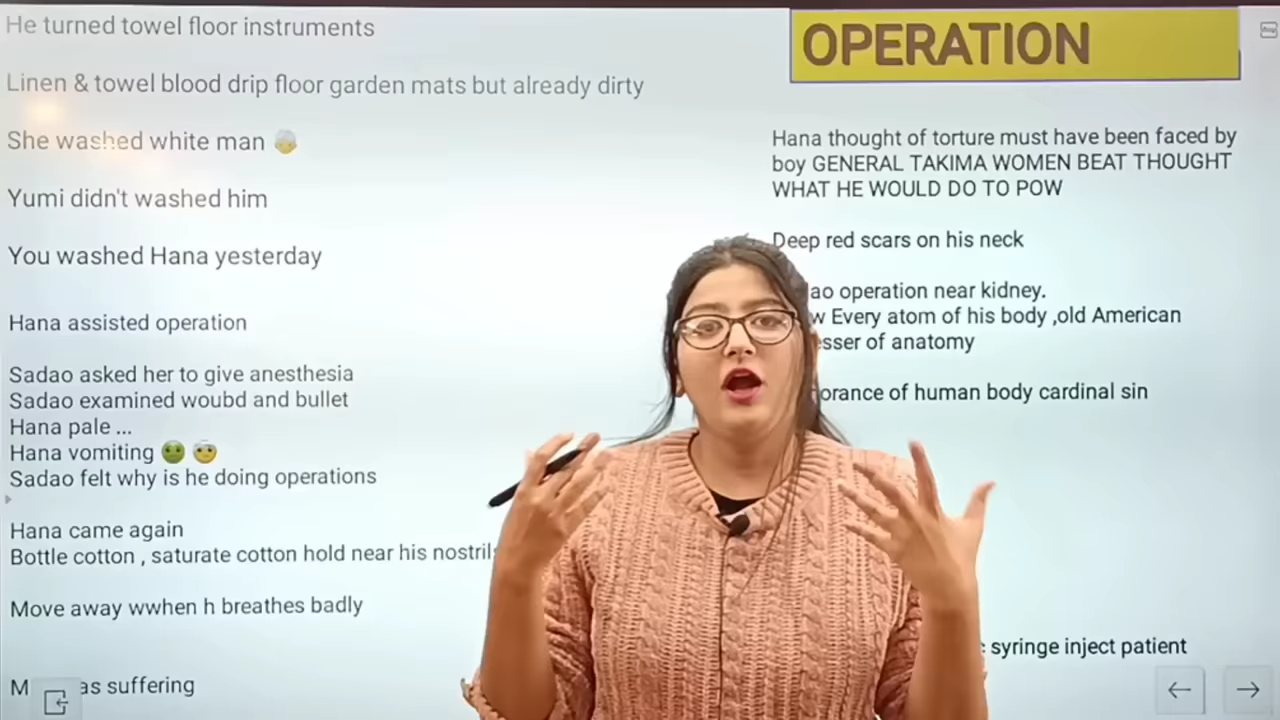 He turned towel floor instruments
Linen & towel blood drip floor garden mats but already dirty
She washed white man
Yumi didn't washed him
You washed Hana yesterday
Hana assisted operation
Sadao asked her to give anesthesia
Sadao examined woubd and bullet
Hana pale ...
Hana vomiting
Sadao felt why is he doing operations
Hana came again
Bottle cotton , saturate cotton hold near his nostrils
Move away wwhen h breathes badly
suffering
OPERATION
Hana thought of torture must have been faced by
boy GENERAL TAKIMA WOMEN BEAT THOUGHT
WHAT HE WOULD DO TO POW
Deep red scars on his neck
operation near kidney.
Every atom of his body ,old American
of anatomy
of human body cardinal sin
syringe inject patient